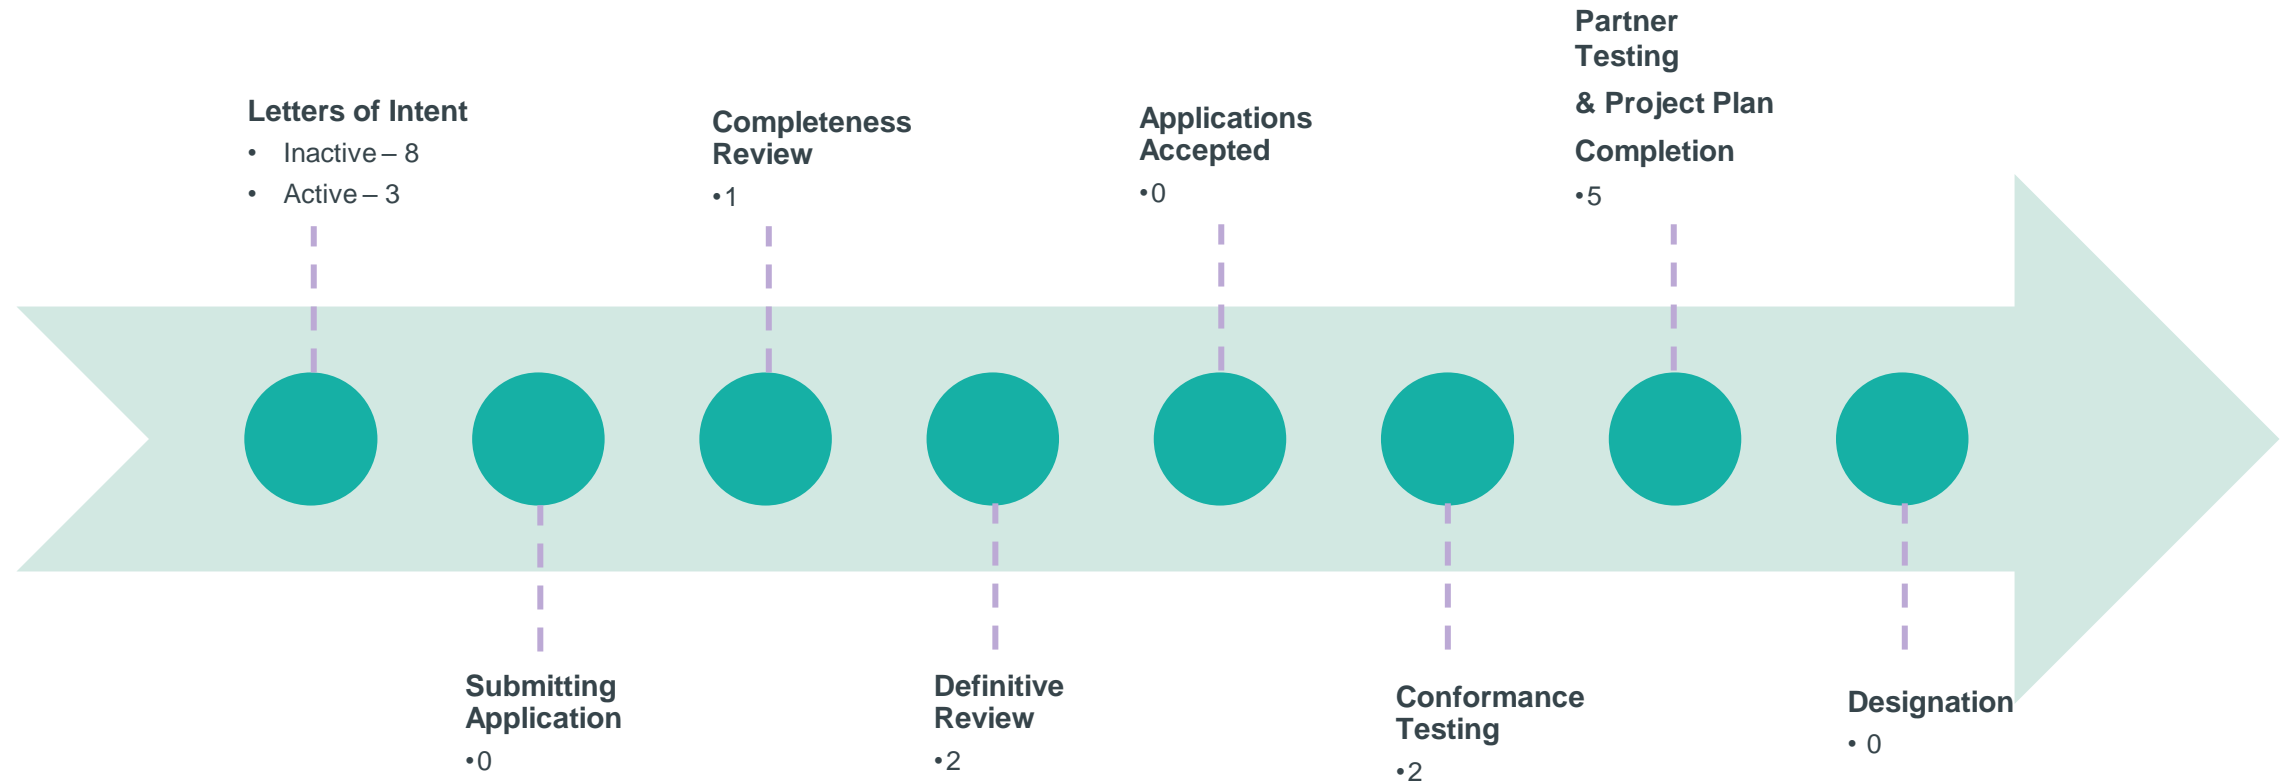 Letters of Intent
• Inactive – 8
• Active – 3
Submitting
Application
•0
Completeness
Review
•1
Definitive
Review
•2
Applications
Accepted
•0
Conformance
Testing
•2
Partner
Testing
& Project Plan
Completion
•5
Designation
• 0